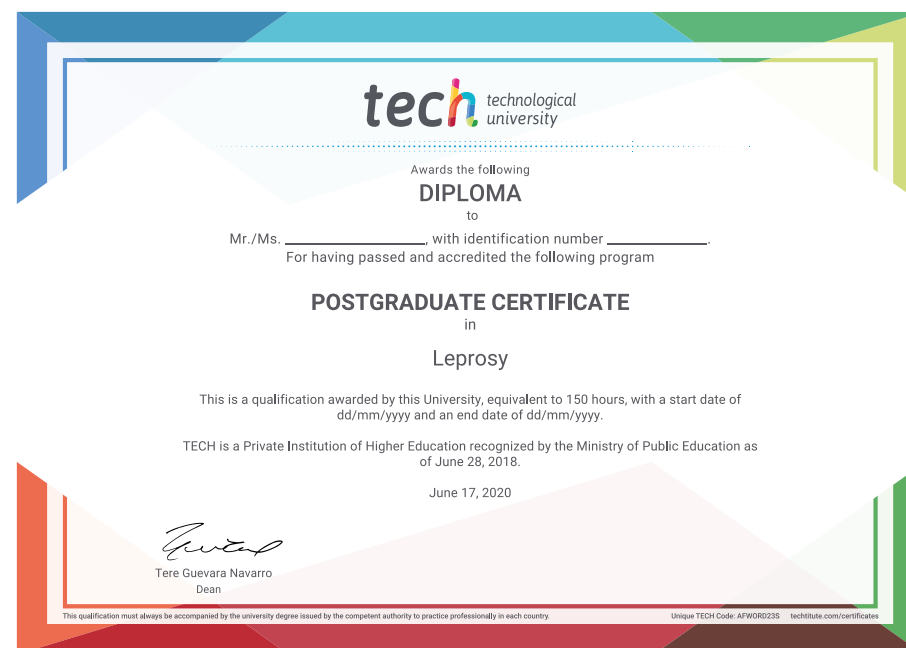 tech technological
university
Awards the following
DIPLOMA
to
Mr./Ms. ________________, with identification number ____________.
For having passed and accredited the following program
POSTGRADUATE CERTIFICATE
in
Leprosy
This is a qualification awarded by this University, equivalent to 150 hours, with a start date of
dd/mm/yyyy and an end date of dd/mm/yyyy.
TECH is a Private Institution of Higher Education recognized by the Ministry of Public Education as
of June 28, 2018.
June 17, 2020
Tere Guevara Navarro
Dean
This qualification must always be accompanied by the university degree issued by the competent authority to practice professionally in each country. Unique TECH Code: AFWORD23S techtitute.com/certificates